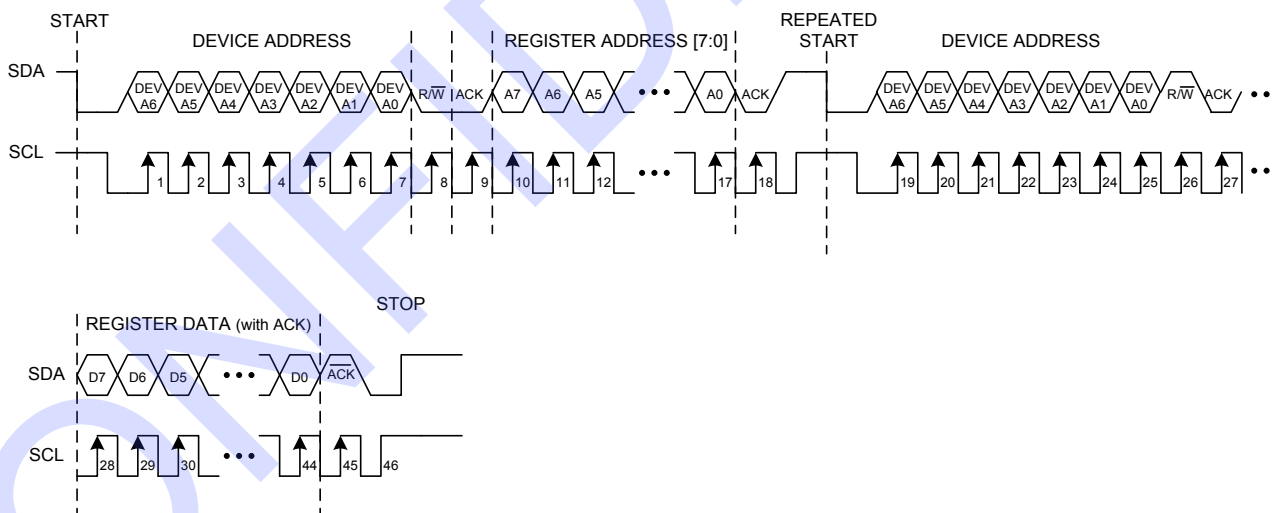 START
REPEATED
START
DEVICE ADDRESS
REGISTER ADDRESS [7:0]
DEVICE ADDRESS
SDA
DEV A6 DEV A5 DEV A4 DEV A3 DEV A2 DEV A1 DEV A0 R/W̅ ACK A7 A6 A5 ••• A0 ACK DEV A6 DEV A5 DEV A4 DEV A3 DEV A2 DEV A1 DEV A0 R/W̅ ACK ••
SCL
1 2 3 4 5 6 7 8 9 10 11 12 ••• 17 18 19 20 21 22 23 24 25 26 27 ••
STOP
REGISTER DATA (with ACK)
SDA
D7 D6 D5 ••• D0 A̅C̅K̅
SCL
28 29 30 ••• 44 45 46
ONFID